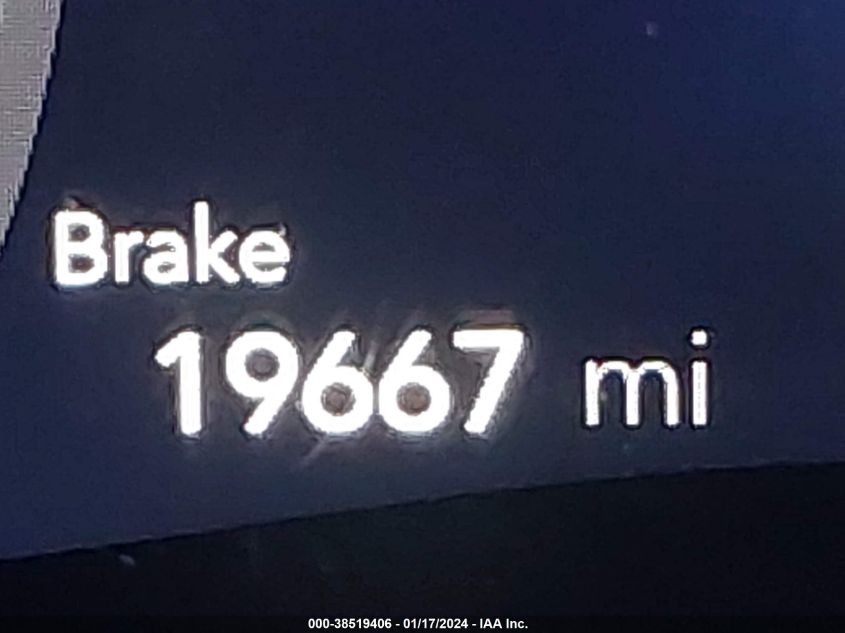 Brake
19667 mi
000-38519406 - 01/17/2024 - IAA Inc.